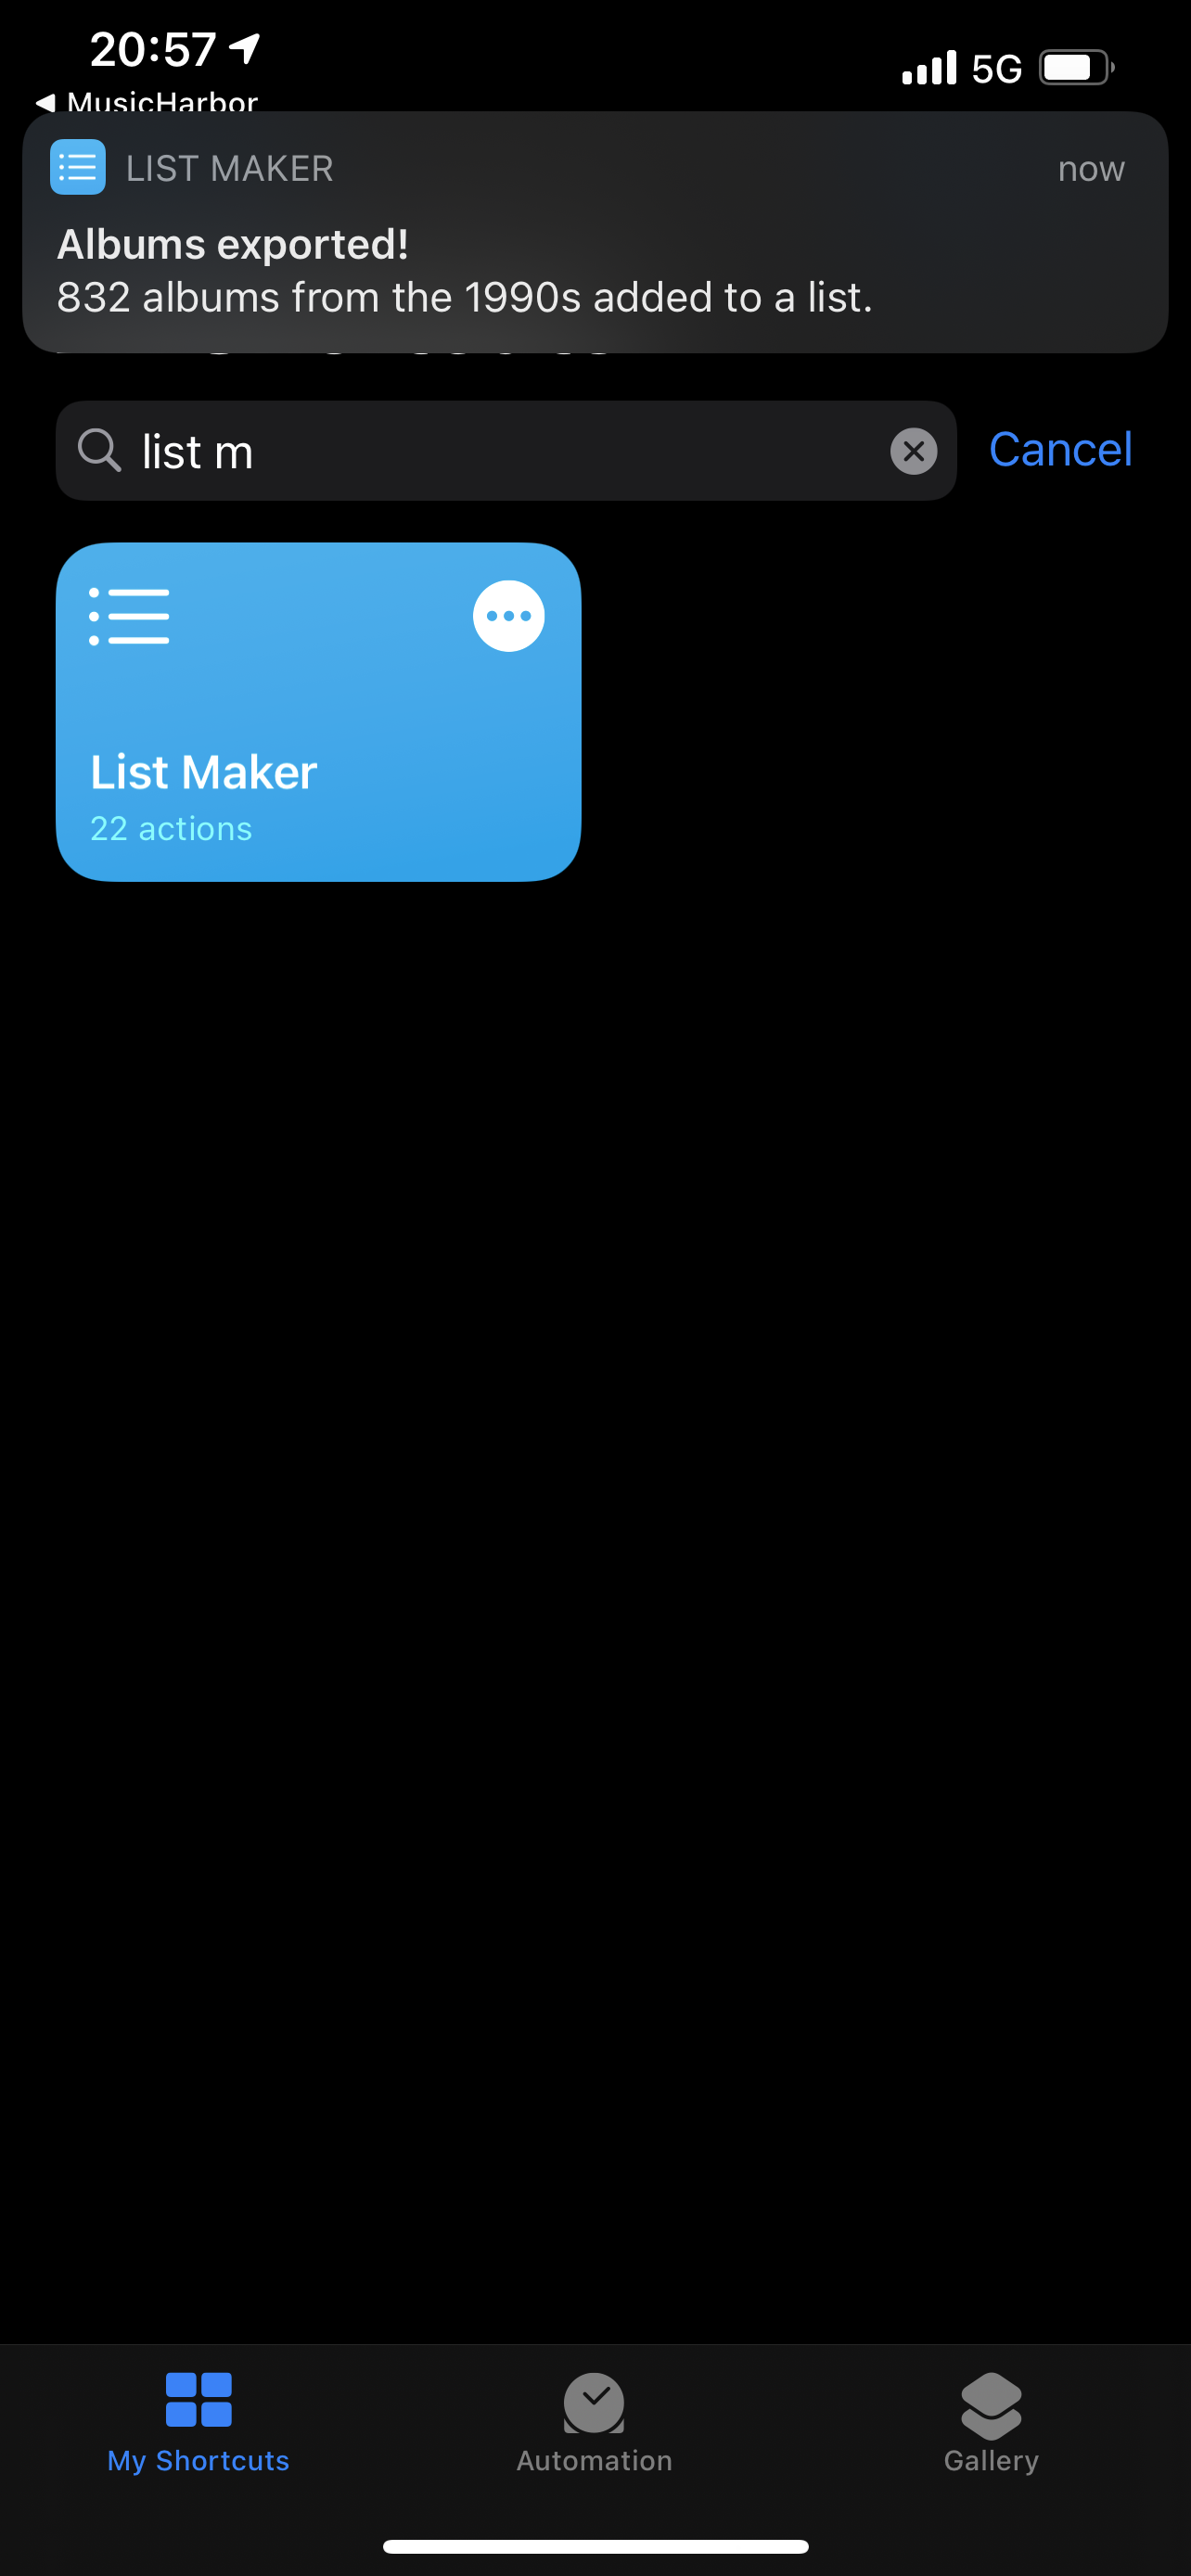 20:57
5G
MusicHarbor
LIST MAKER
now
Albums exported!
832 albums from the 1990s added to a list.
list m
Cancel
List Maker
22 actions
My Shortcuts
Automation
Gallery